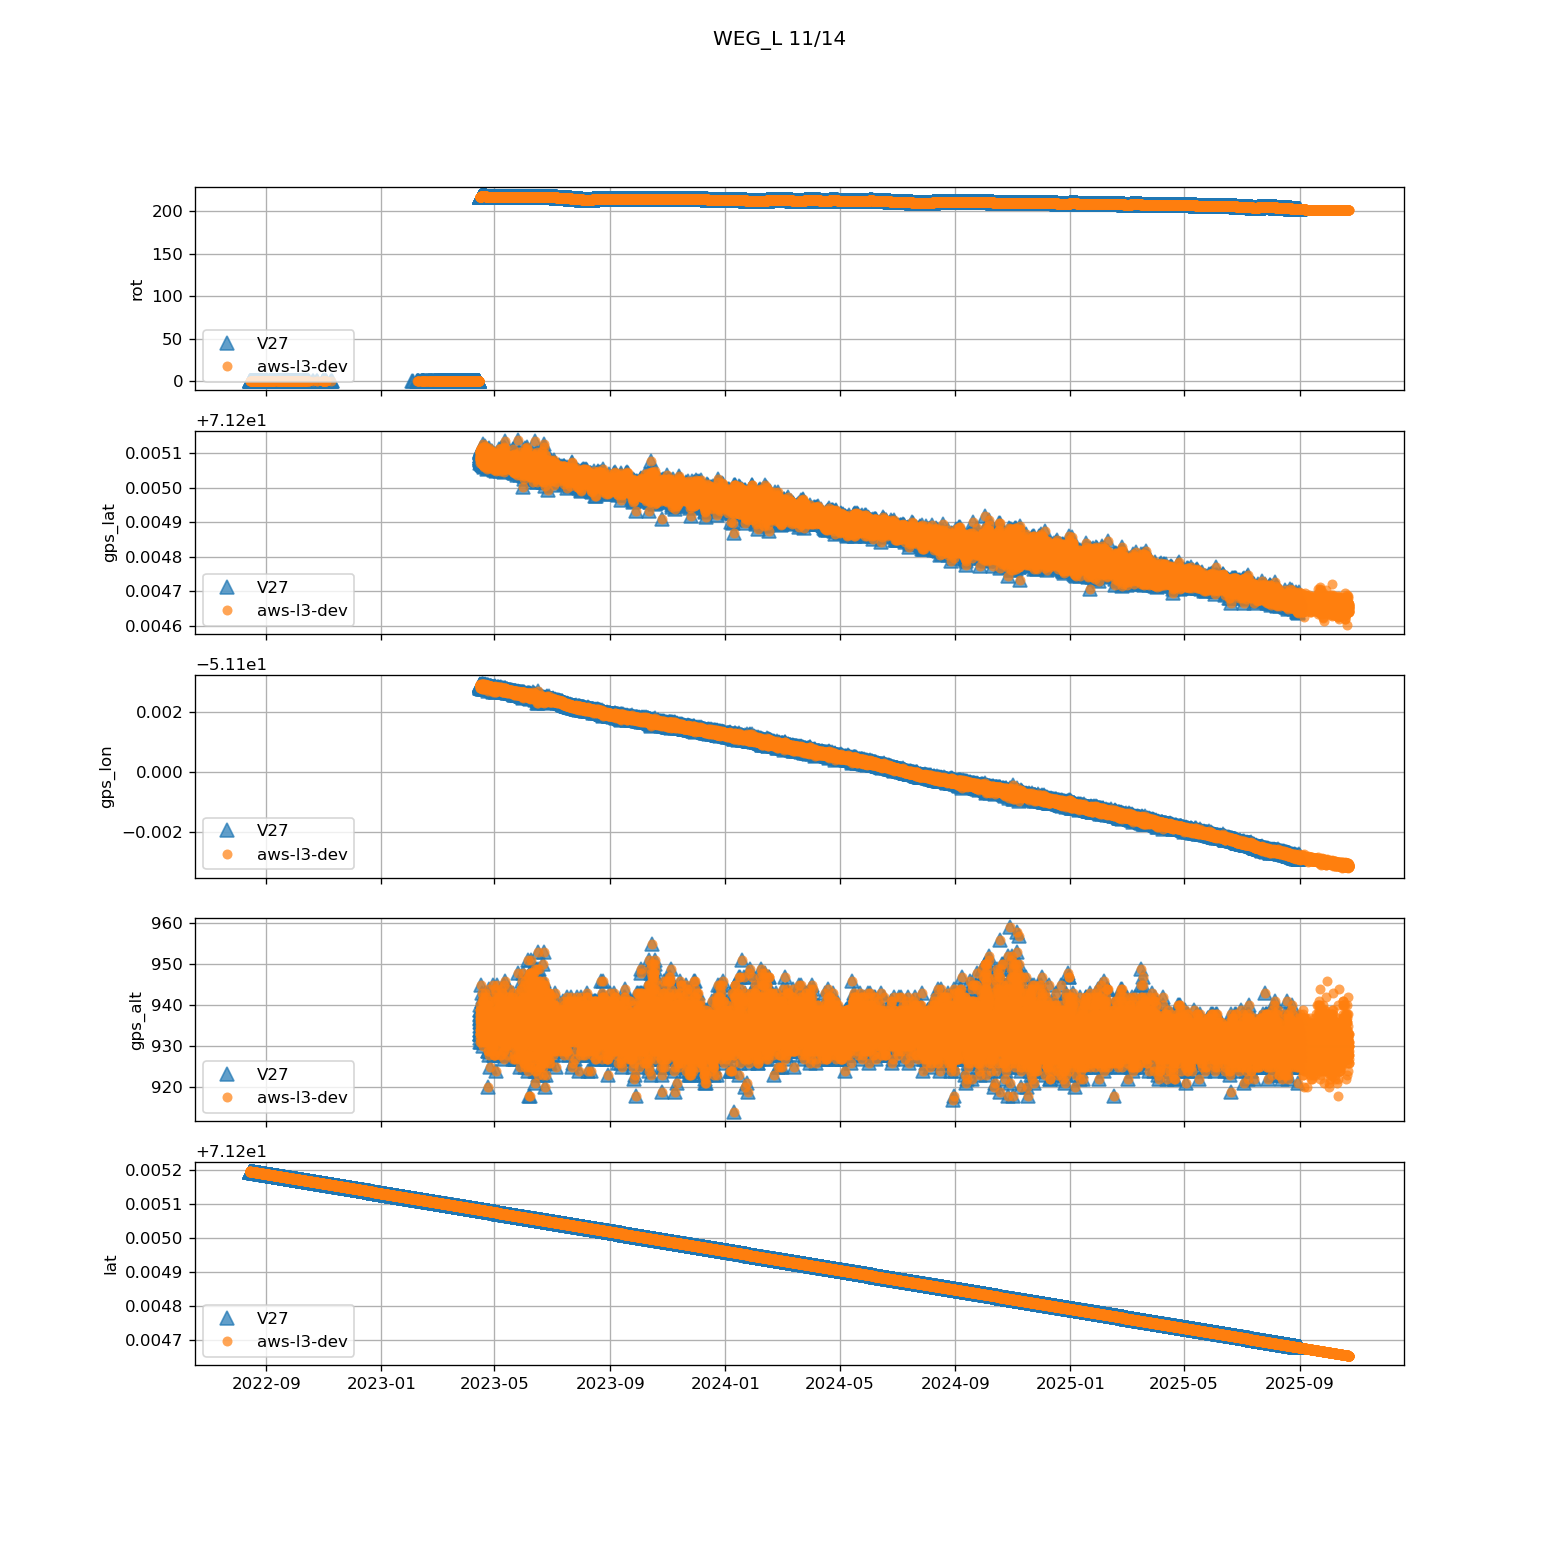 WEG_L 11/14
200
150
100
50
0
rot
V27
aws-l3-dev
+7.12e1
0.0051
0.0050
0.0049
0.0048
0.0047
0.0046
gps_lat
V27
aws-l3-dev
−5.11e1
0.002
0.000
−0.002
gps_lon
V27
aws-l3-dev
960
950
940
930
920
gps_alt
V27
aws-l3-dev
+7.12e1
0.0052
0.0051
0.0050
0.0049
0.0048
0.0047
lat
V27
aws-l3-dev
2022-09 2023-01 2023-05 2023-09 2024-01 2024-05 2024-09 2025-01 2025-05 2025-09